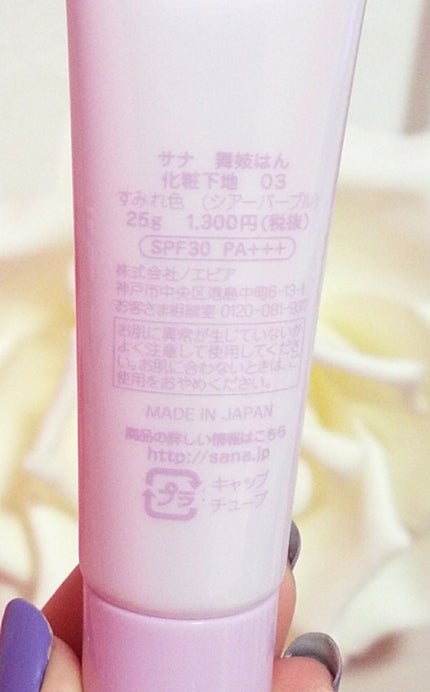 サナ 舞妓はん
化粧下地 03
すみれ色 (シアーパープル)
25g 1,300円(税抜)
SPF30 PA+++
株式会社ノエビア
神戸市中央区港島中町6-13-1
お客さま相談室 0120-081-937
お肌に異常が生じていないか
よく注意して使用してくださ
い。お肌に合わないときは、ご
使用をおやめください。
MADE IN JAPAN
商品の詳しい情報はこちら
http://sana.jp
プラ : キャップ
チューブ